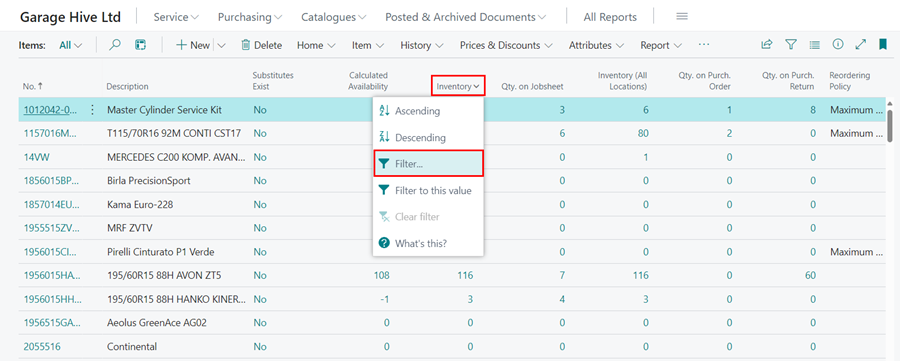 Garage Hive Ltd Service Purchasing Catalogues Posted & Archived Documents All Reports
Items: All + New Delete Home Item History Prices & Discounts Attributes Report ...
Substitutes Calculated Inventory (All Qty. on Purch. Qty. on Purch. Reordering
No. ↑ Description Exist Availability Inventory Qty. on Jobsheet Locations) Order Return Policy
1012042-0... Master Cylinder Service Kit No 3 6 1 8 Maximum ...
Ascending
1157016M... T115/70R16 92M CONTI CST17 No 6 80 2 0 Maximum ...
Descending
14VW MERCEDES C200 KOMP. AVAN... No 0 1 0 0
Filter...
1856015BP... Birla PrecisionSport No 0 0 0 0
Filter to this value
1857014EU... Kama Euro-228 No 0 0 0 0
Clear filter
1955515ZV... MRF ZVTV No 0 0 0 0
What's this?
1956015CI... Pirelli Cinturato P1 Verde No 0 0 0 0 Maximum ...
1956015HA... 195/60R15 88H AVON ZT5 No 108 116 7 116 0 60
1956015HH... 195/60R15 88H HANKO KINER... No -1 3 4 3 0 0
1956515GA... Aeolus GreenAce AG02 No 0 0 0 0 0 0
2055516 Continental No 0 0 0 0 0 0